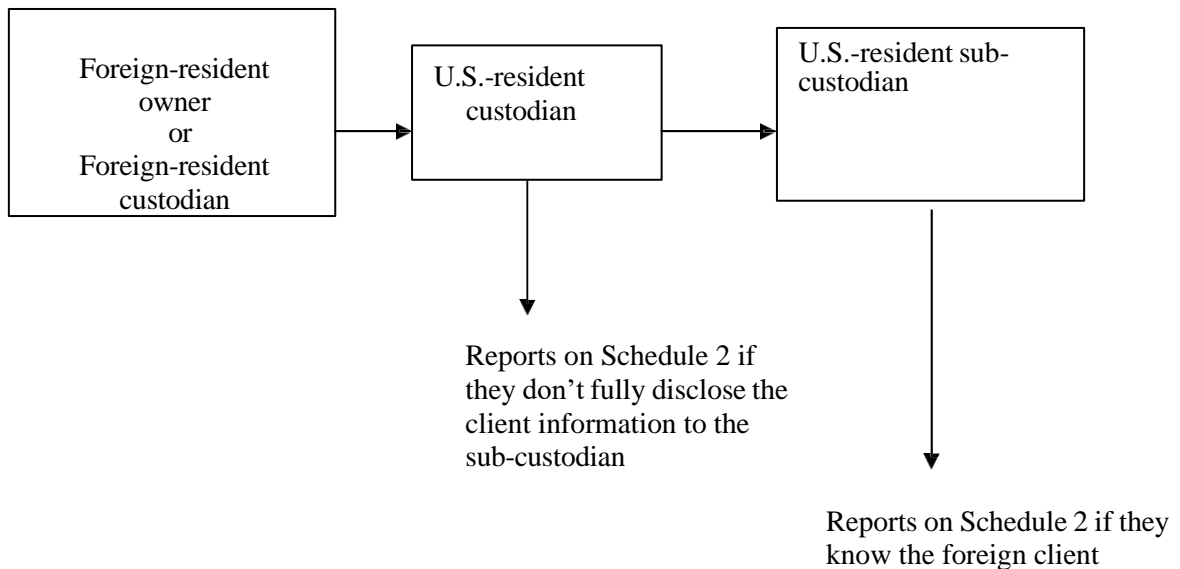 Foreign-resident
owner
or
Foreign-resident
custodian
U.S.-resident
custodian
U.S.-resident sub-
custodian
Reports on Schedule 2 if
they don’t fully disclose the
client information to the
sub-custodian
Reports on Schedule 2 if they
know the foreign client